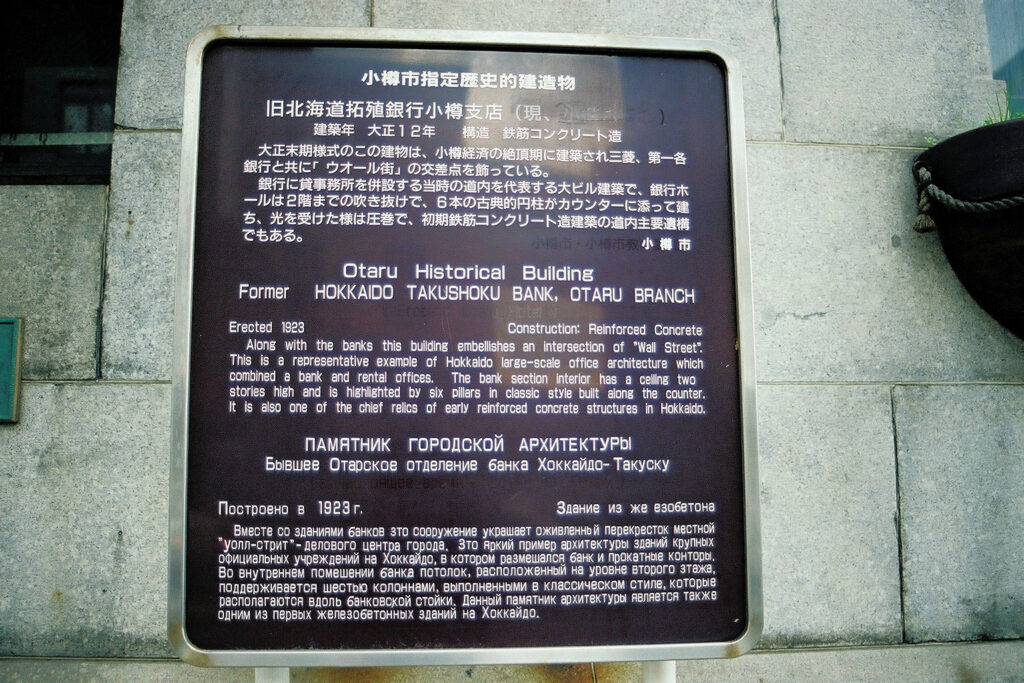 小樽市指定歴史的建造物
旧北海道拓殖銀行小樽支店（現、
建築年　大正12年　構造　鉄筋コンクリート造
大正末期様式のこの建物は、小樽経済の絶頂期に建築され三菱、第一各
銀行と共に「ウオール街」の交差点を飾っている。
銀行に貸事務所を併設する当時の道内を代表する大ビル建築で、銀行ホ
ールは2階までの吹き抜けで、6本の古典的円柱がカウンターに添って建
ち、光を受けた様は圧巻で、初期鉄筋コンクリート造建築の道内主要遺構
でもある。
小樽市
Otaru Historical Building
Former HOKKAIDO TAKUSHOKU BANK, OTARU BRANCH
Erected 1923 Construction: Reinforced Concrete
Along with the banks this building embellishes an intersection of "Wall Street".
This is a representative example of Hokkaido large-scale office architecture which
combined a bank and rental offices. The bank section interior has a ceiling two
stories high and is highlighted by six pillars in classic style built along the counter.
It is also one of the chief relics of early reinforced concrete structures in Hokkaido.
ПАМЯТНИК ГОРОДСКОЙ АРХИТЕКТУРЫ
Бывшее Отарское отделение банка Хоккайдо-Такуску
Построено в 1923 г. Здание из же езобетона
Вместе со зданиями банков это сооружение украшает оживленный перекресток местной
"уолл-стрит"-делового центра города. Это яркий пример архитектуры зданий крупных
официальных учреждений на Хоккайдо, в котором размешался банк и прокатные конторы.
Во внутреннем помешении банка потолок, расположенный на уровне второго этажа,
поддерживается шестью колоннами, выполненными в классическом стиле, которые
располагаются вдоль банковской стойки. Данный памятник архитектуры является также
одним из первых железобетонных зданий на Хоккайдо.